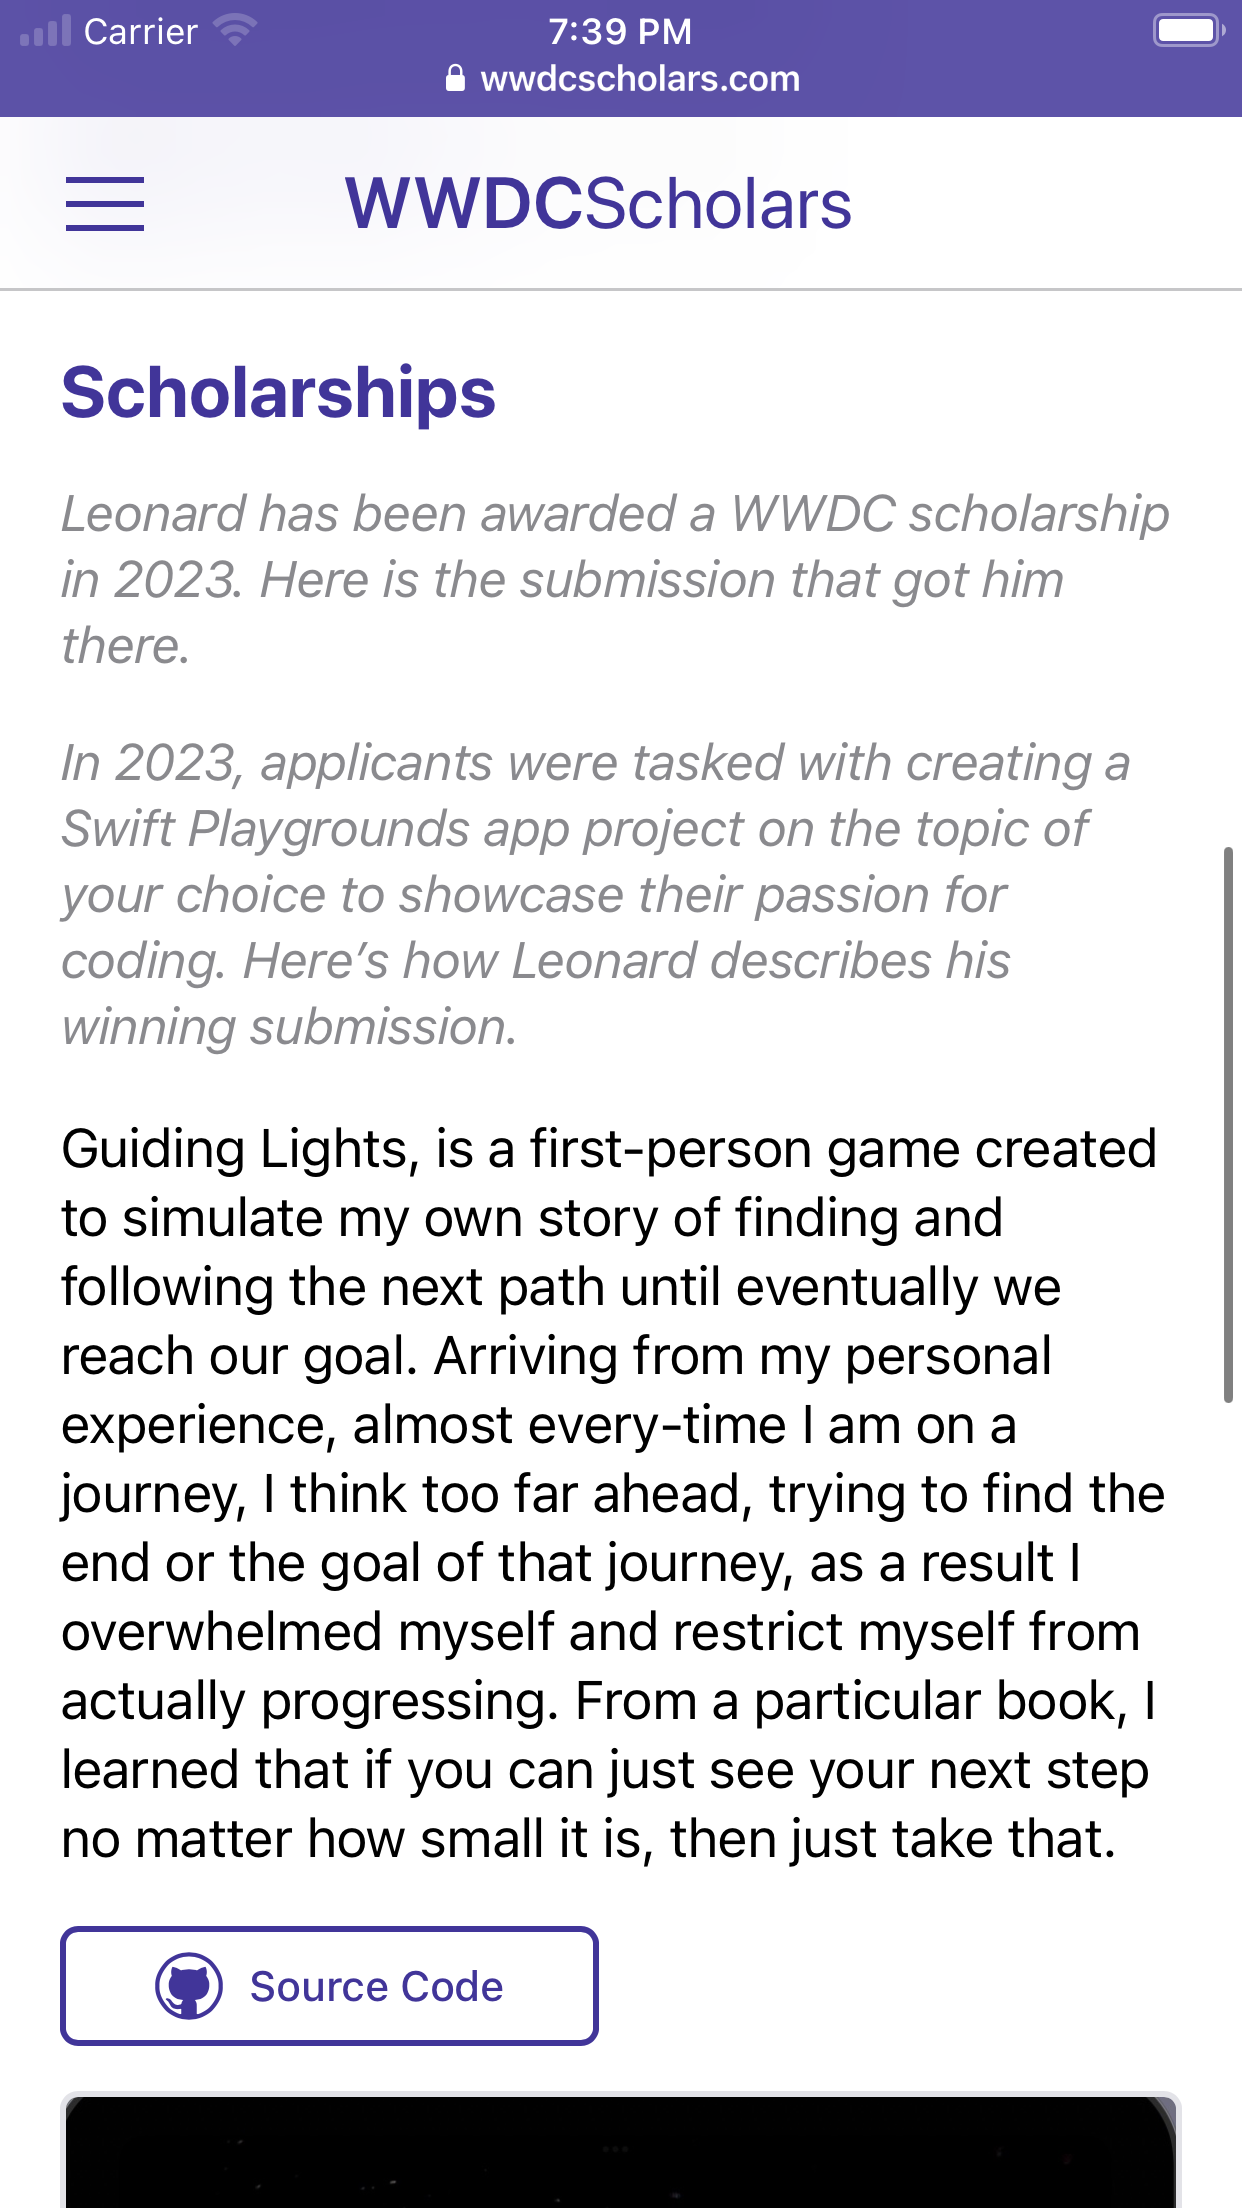 Carrier
7:39 PM
wwdcscholars.com
WWDCScholars
Scholarships
Leonard has been awarded a WWDC scholarship
in 2023. Here is the submission that got him
there.
In 2023, applicants were tasked with creating a
Swift Playgrounds app project on the topic of
your choice to showcase their passion for
coding. Here’s how Leonard describes his
winning submission.
Guiding Lights, is a first-person game created
to simulate my own story of finding and
following the next path until eventually we
reach our goal. Arriving from my personal
experience, almost every-time I am on a
journey, I think too far ahead, trying to find the
end or the goal of that journey, as a result I
overwhelmed myself and restrict myself from
actually progressing. From a particular book, I
learned that if you can just see your next step
no matter how small it is, then just take that.
Source Code